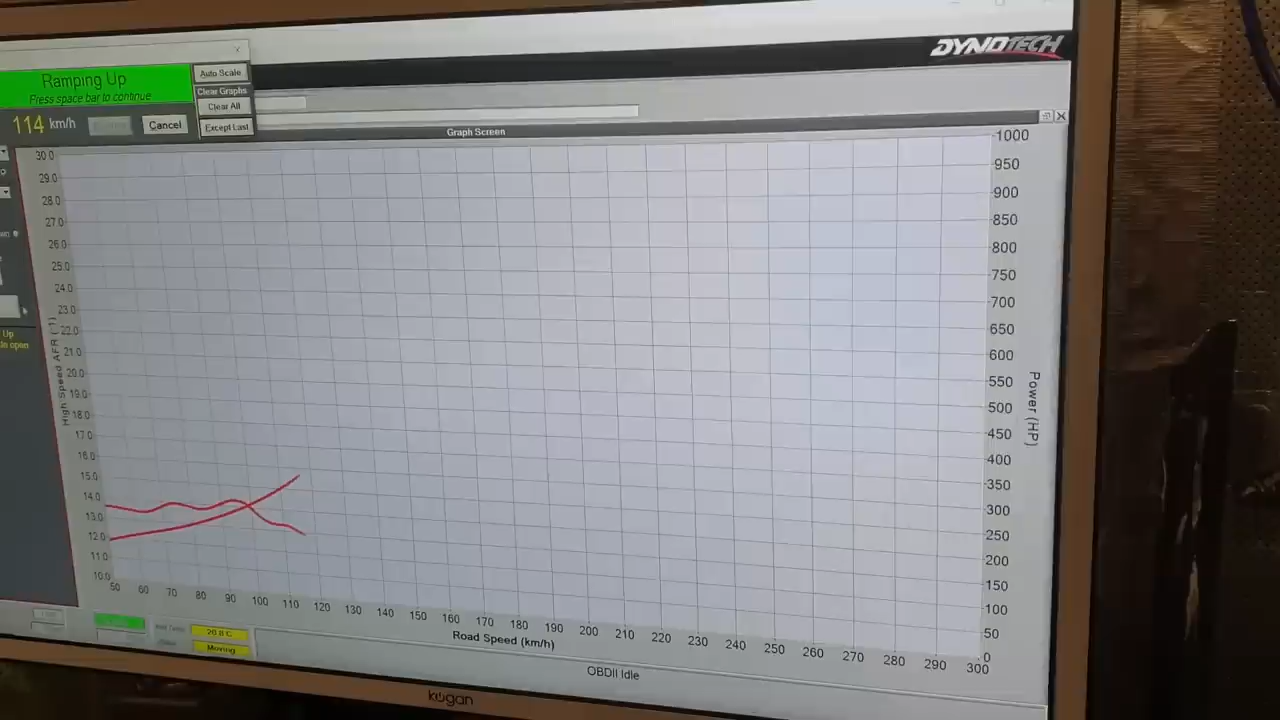 DYNOTECH
Ramping Up
Press space bar to continue
Auto Scale
Clear Graphs
Clear All
Except Last
114 km/h
Cancel
Graph Screen
30.0
29.0
28.0
27.0
26.0
25.0
24.0
23.0
22.0
21.0
20.0
19.0
18.0
17.0
16.0
15.0
14.0
13.0
12.0
11.0
10.0
High Speed AFR
1000
950
900
850
800
750
700
650
600
550
500
450
400
350
300
250
200
150
100
50
0
Power (HP)
Up
open
50 60 70 80 90 100 110 120 130 140 150 160 170 180 190 200 210 220 230 240 250 260 270 280 290 300
Road Speed (km/h)
Moving
OBDII Idle
kogan